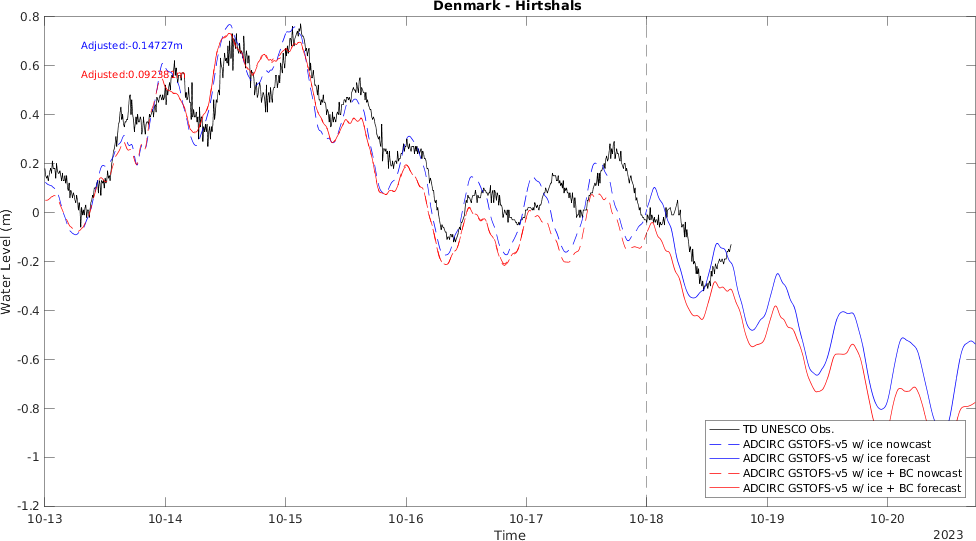 Denmark - Hirtshals
0.8
0.6
0.4
0.2
0
-0.2
-0.4
-0.6
-0.8
-1
-1.2
Water Level (m)
Adjusted:-0.14727m
TD UNESCO Obs.
ADCIRC GSTOFS-v5 w/ ice nowcast
ADCIRC GSTOFS-v5 w/ ice forecast
ADCIRC GSTOFS-v5 w/ ice + BC nowcast
ADCIRC GSTOFS-v5 w/ ice + BC forecast
10-13
10-14
10-15
10-16
10-17
10-18
10-19
10-20
Time
2023